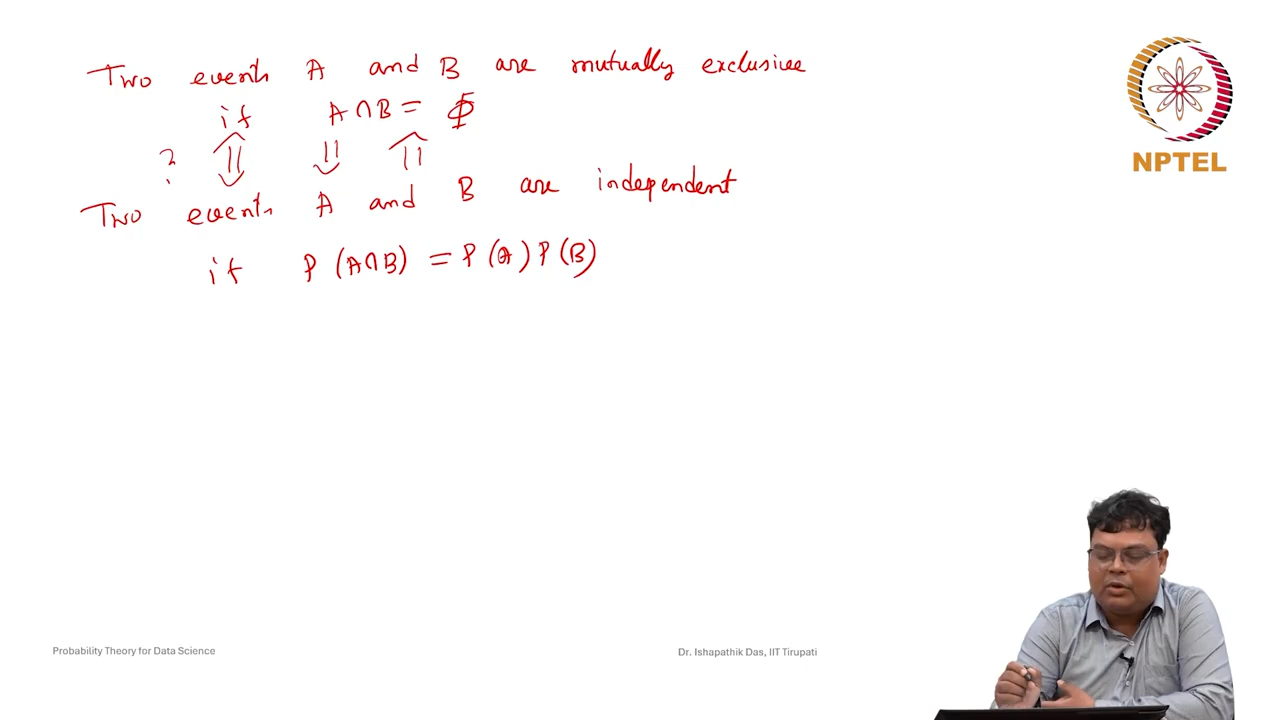 Two events A and B are mutually exclusive
if A∩B = Φ
? ⇕ ⇓ ⇑
Two events A and B are independent
if P(A∩B) = P(A)P(B)
NPTEL
Probability Theory for Data Science
Dr. Ishapathik Das, IIT Tirupati